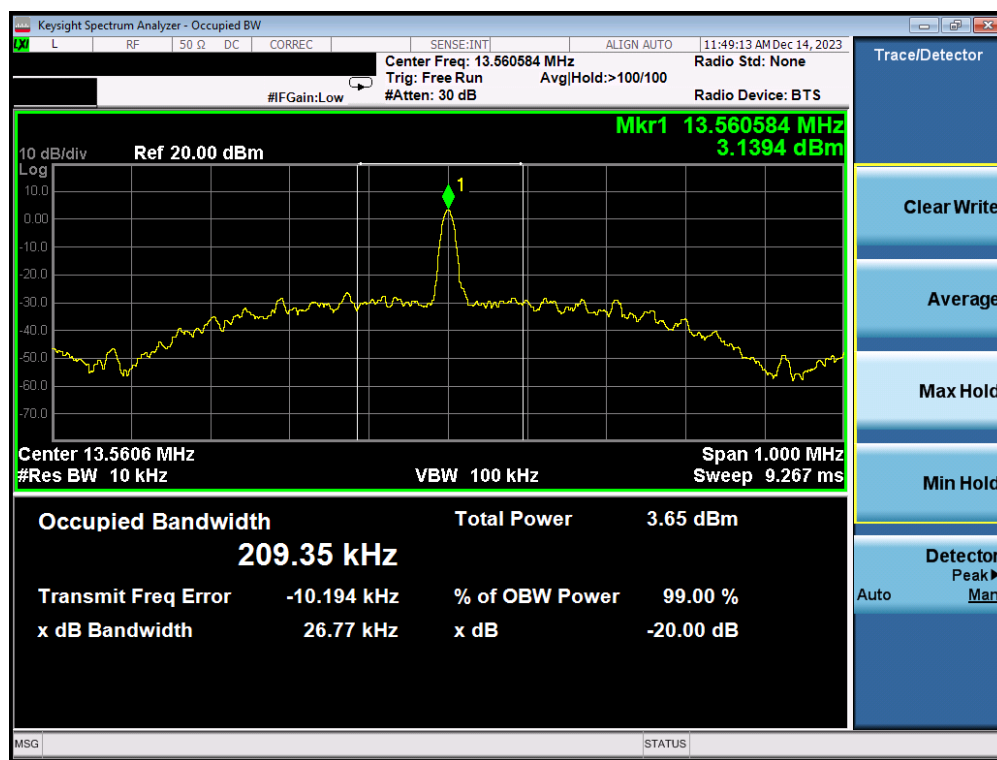 Keysight Spectrum Analyzer - Occupied BW
LXI L RF 50 Ω DC CORREC SENSE:INT ALIGN AUTO 11:49:13 AM Dec 14, 2023
Center Freq: 13.560584 MHz Radio Std: None
Trig: Free Run Avg|Hold:>100/100
#IFGain:Low #Atten: 30 dB Radio Device: BTS
Mkr1 13.560584 MHz
3.1394 dBm
10 dB/div Ref 20.00 dBm
Log
10.0
0.00
-10.0
-20.0
-30.0
-40.0
-50.0
-60.0
-70.0
1
Center 13.5606 MHz Span 1.000 MHz
#Res BW 10 kHz VBW 100 kHz Sweep 9.267 ms
Occupied Bandwidth Total Power 3.65 dBm
209.35 kHz
Transmit Freq Error -10.194 kHz % of OBW Power 99.00 %
x dB Bandwidth 26.77 kHz x dB -20.00 dB
MSG STATUS
Trace/Detector
Clear Write
Average
Max Hold
Min Hold
Detector
Peak▶
Auto Man